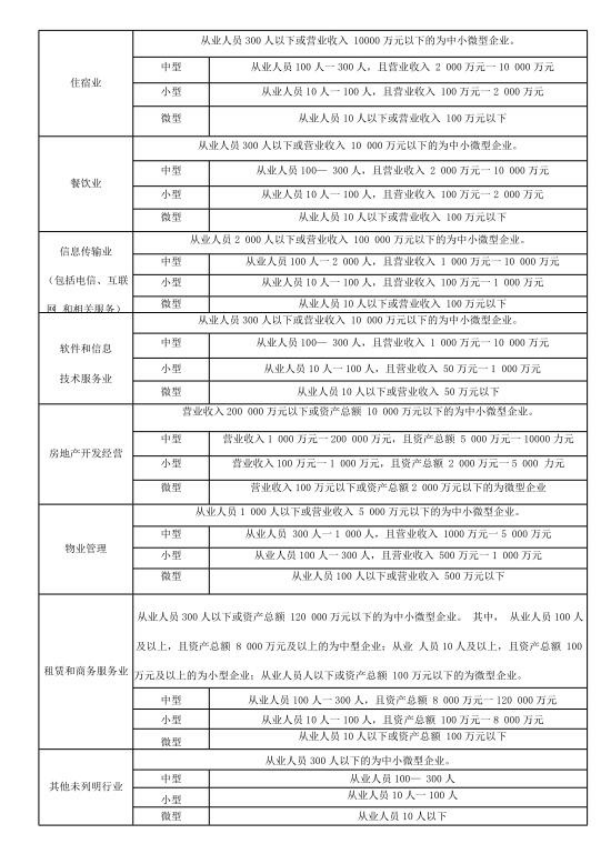 从业人员 300 人以下或营业收入 10000 万元以下的为中小微型企业。
住宿业
中型 从业人员 100 人一 300 人，且营业收入 2 000 万元一 10 000 万元
小型 从业人员 10 人一 100 人，且营业收入 100 万元一 2 000 万元
微型 从业人员 10 人以下或营业收入 100 万元以下
从业人员 300 人以下或营业收入 10 000 万元以下的为中小微型企业。
餐饮业
中型 从业人员 100— 300 人，且营业收入 2 000 万元一 10 000 万元
小型 从业人员 10 人一 100 人，且营业收入 100 万元一 2 000 万元
微型 从业人员 10 人以下或营业收入 100 万元以下
从业人员 2 000 人以下或营业收入 100 000 万元以下的为中小微型企业。
信息传输业
（包括电信、互联
网 和相关服务）
中型 从业人员 100 人一 2 000 人，且营业收入 1 000 万元一 10 000 万元
小型 从业人员 10 人一 100 人，且营业收入 100 万元一 1 000 万元
微型 从业人员 10 人以下或营业收入 100 万元以下
从业人员 300 人以下或营业收入 10 000 万元以下的为中小微型企业。
软件和信息
技术服务业
中型 从业人员 100— 300 人，且营业收入 1 000 万元一 10 000 万元
小型 从业人员 10 人一 100 人，且营业收入 50 万元一 1 000 万元
微型 从业人员 10 人以下或营业收入 50 万元以下
营业收入 200 000 万元以下或资产总额 10 000 万元以下的为中小微型企业。
房地产开发经营
中型 营业收入 1 000 万元一 200 000 万元，且资产总额 5 000 万元一 10000 力元
小型 营业收入 100 万元一 1 000 万元，且资产总额 2 000 万元一 5 000 力元
微型 营业收入 100 万元以下或资产总额 2 000 万元以下的为微型企业
从业人员 1 000 人以下或营业收入 5 000 万元以下的为中小微型企业。
物业管理
中型 从业人员 300 人一 1 000 人，且营业收入 1000 万元一 5 000 万元
小型 从业人员 100 人一 300 人，且营业收入 500 万元一 1 000 万元
微型 从业人员 100 人以下或营业收入 500 万元以下
从业人员 300 人以下或资产总额 120 000 万元以下的为中小微型企业。 其中， 从业人员 100 人
及以上，且资产总额 8 000 万元及以上的为中型企业；从业 人员 10 人及以上，且资产总额 100
万元及以上的为小型企业；从业人员人以下或资产总额 100 万元以下的为微型企业。
租赁和商务服务业
中型 从业人员 100 人一 300 人，且资产总额 8 000 万元一 120 000 万元
小型 从业人员 10 人一 100 人，且资产总额 100 万元一 8 000 万元
微型 从业人员 10 人以下或资产总额 100 万元以下
从业人员 300 人以下的为中小微型企业。
其他未列明行业
中型 从业人员 100— 300 人
小型 从业人员 10 人一 100 人
微型 从业人员 10 人以下